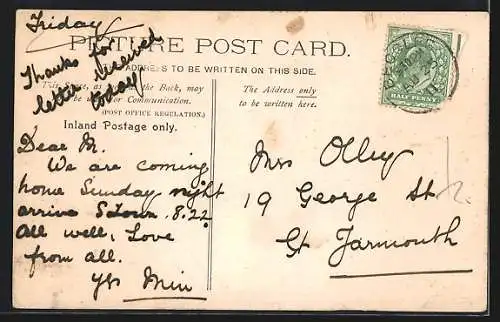 Friday
Thanks for
letter received
today
PICTURE POST CARD.
ADDRESS TO BE WRITTEN ON THIS SIDE.
This Space, as well as the Back, may
be used for Communication.
(POST OFFICE REGULATION.)
Inland Postage only.
The Address only
to be written here.
HALF PENNY
Dear M.
We are coming
home Sunday night
arrive S.town 8.22
All well, Love
from all.
Yrs Min
Mrs Olley
19 George St
Gt Yarmouth